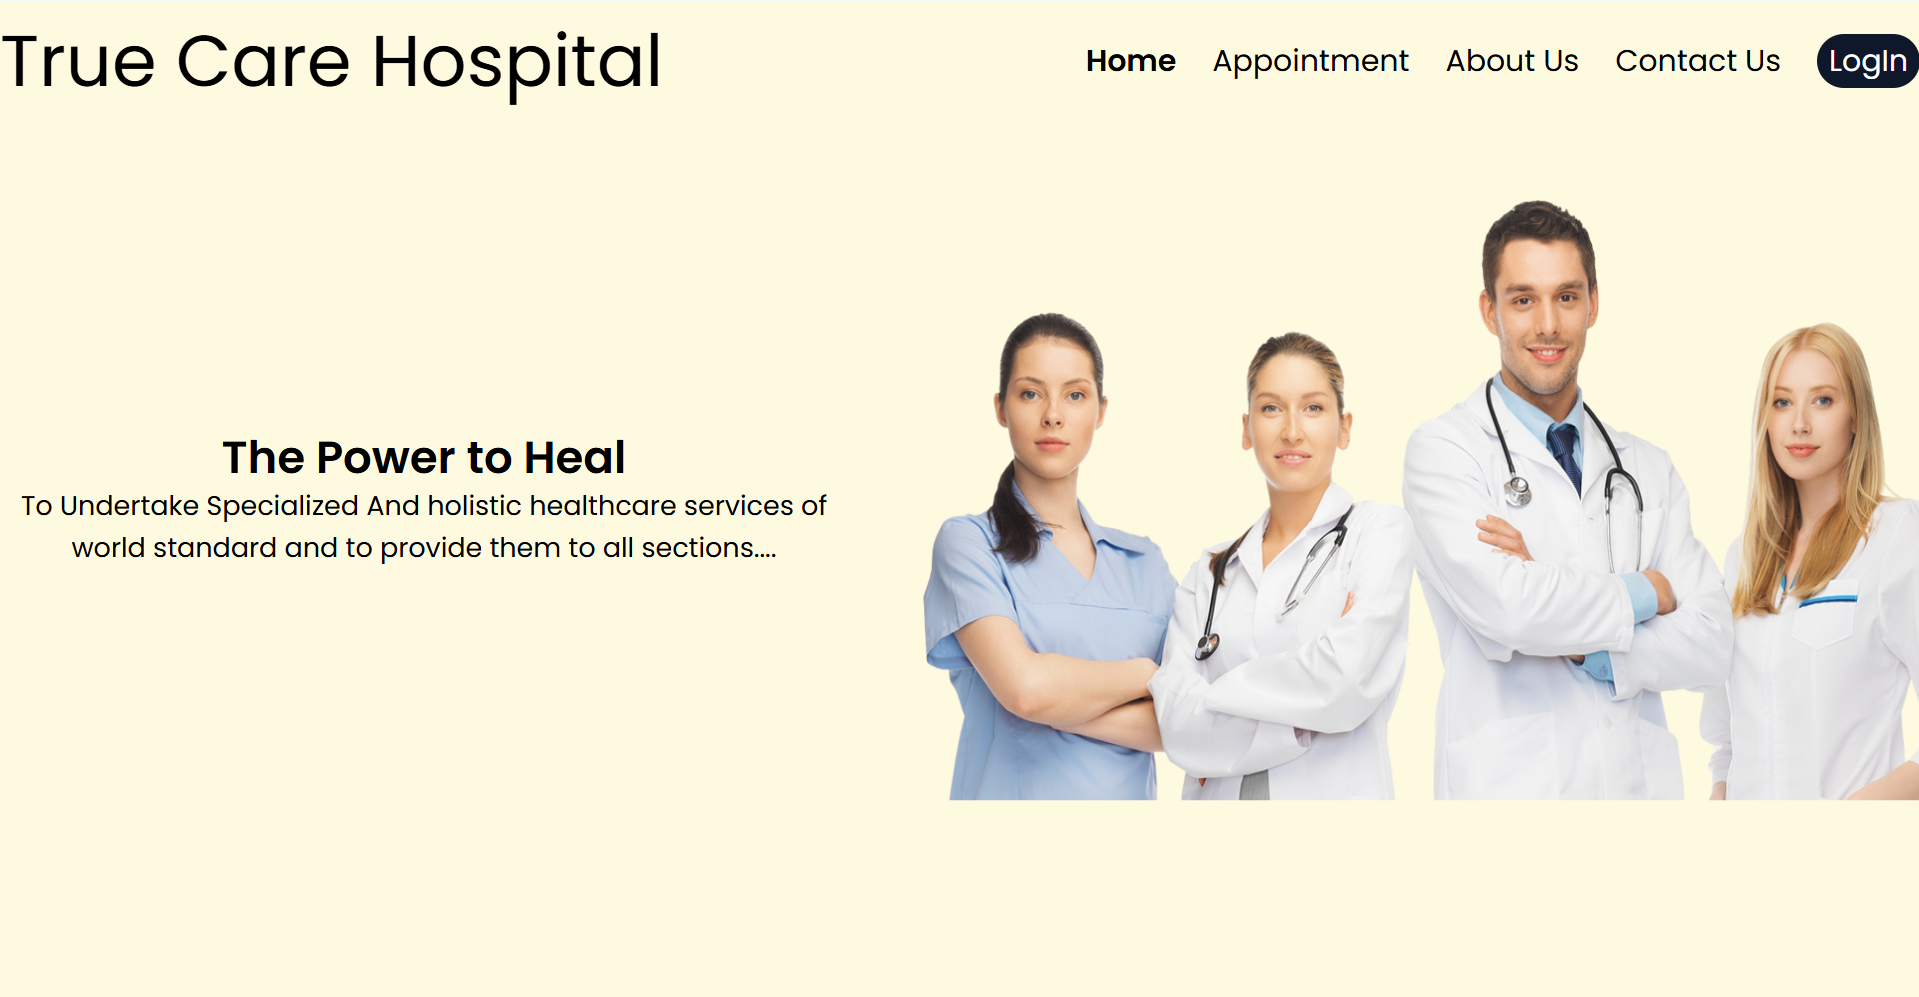 True Care Hospital
Home Appointment About Us Contact Us LogIn
The Power to Heal
To Undertake Specialized And holistic healthcare services of
world standard and to provide them to all sections....